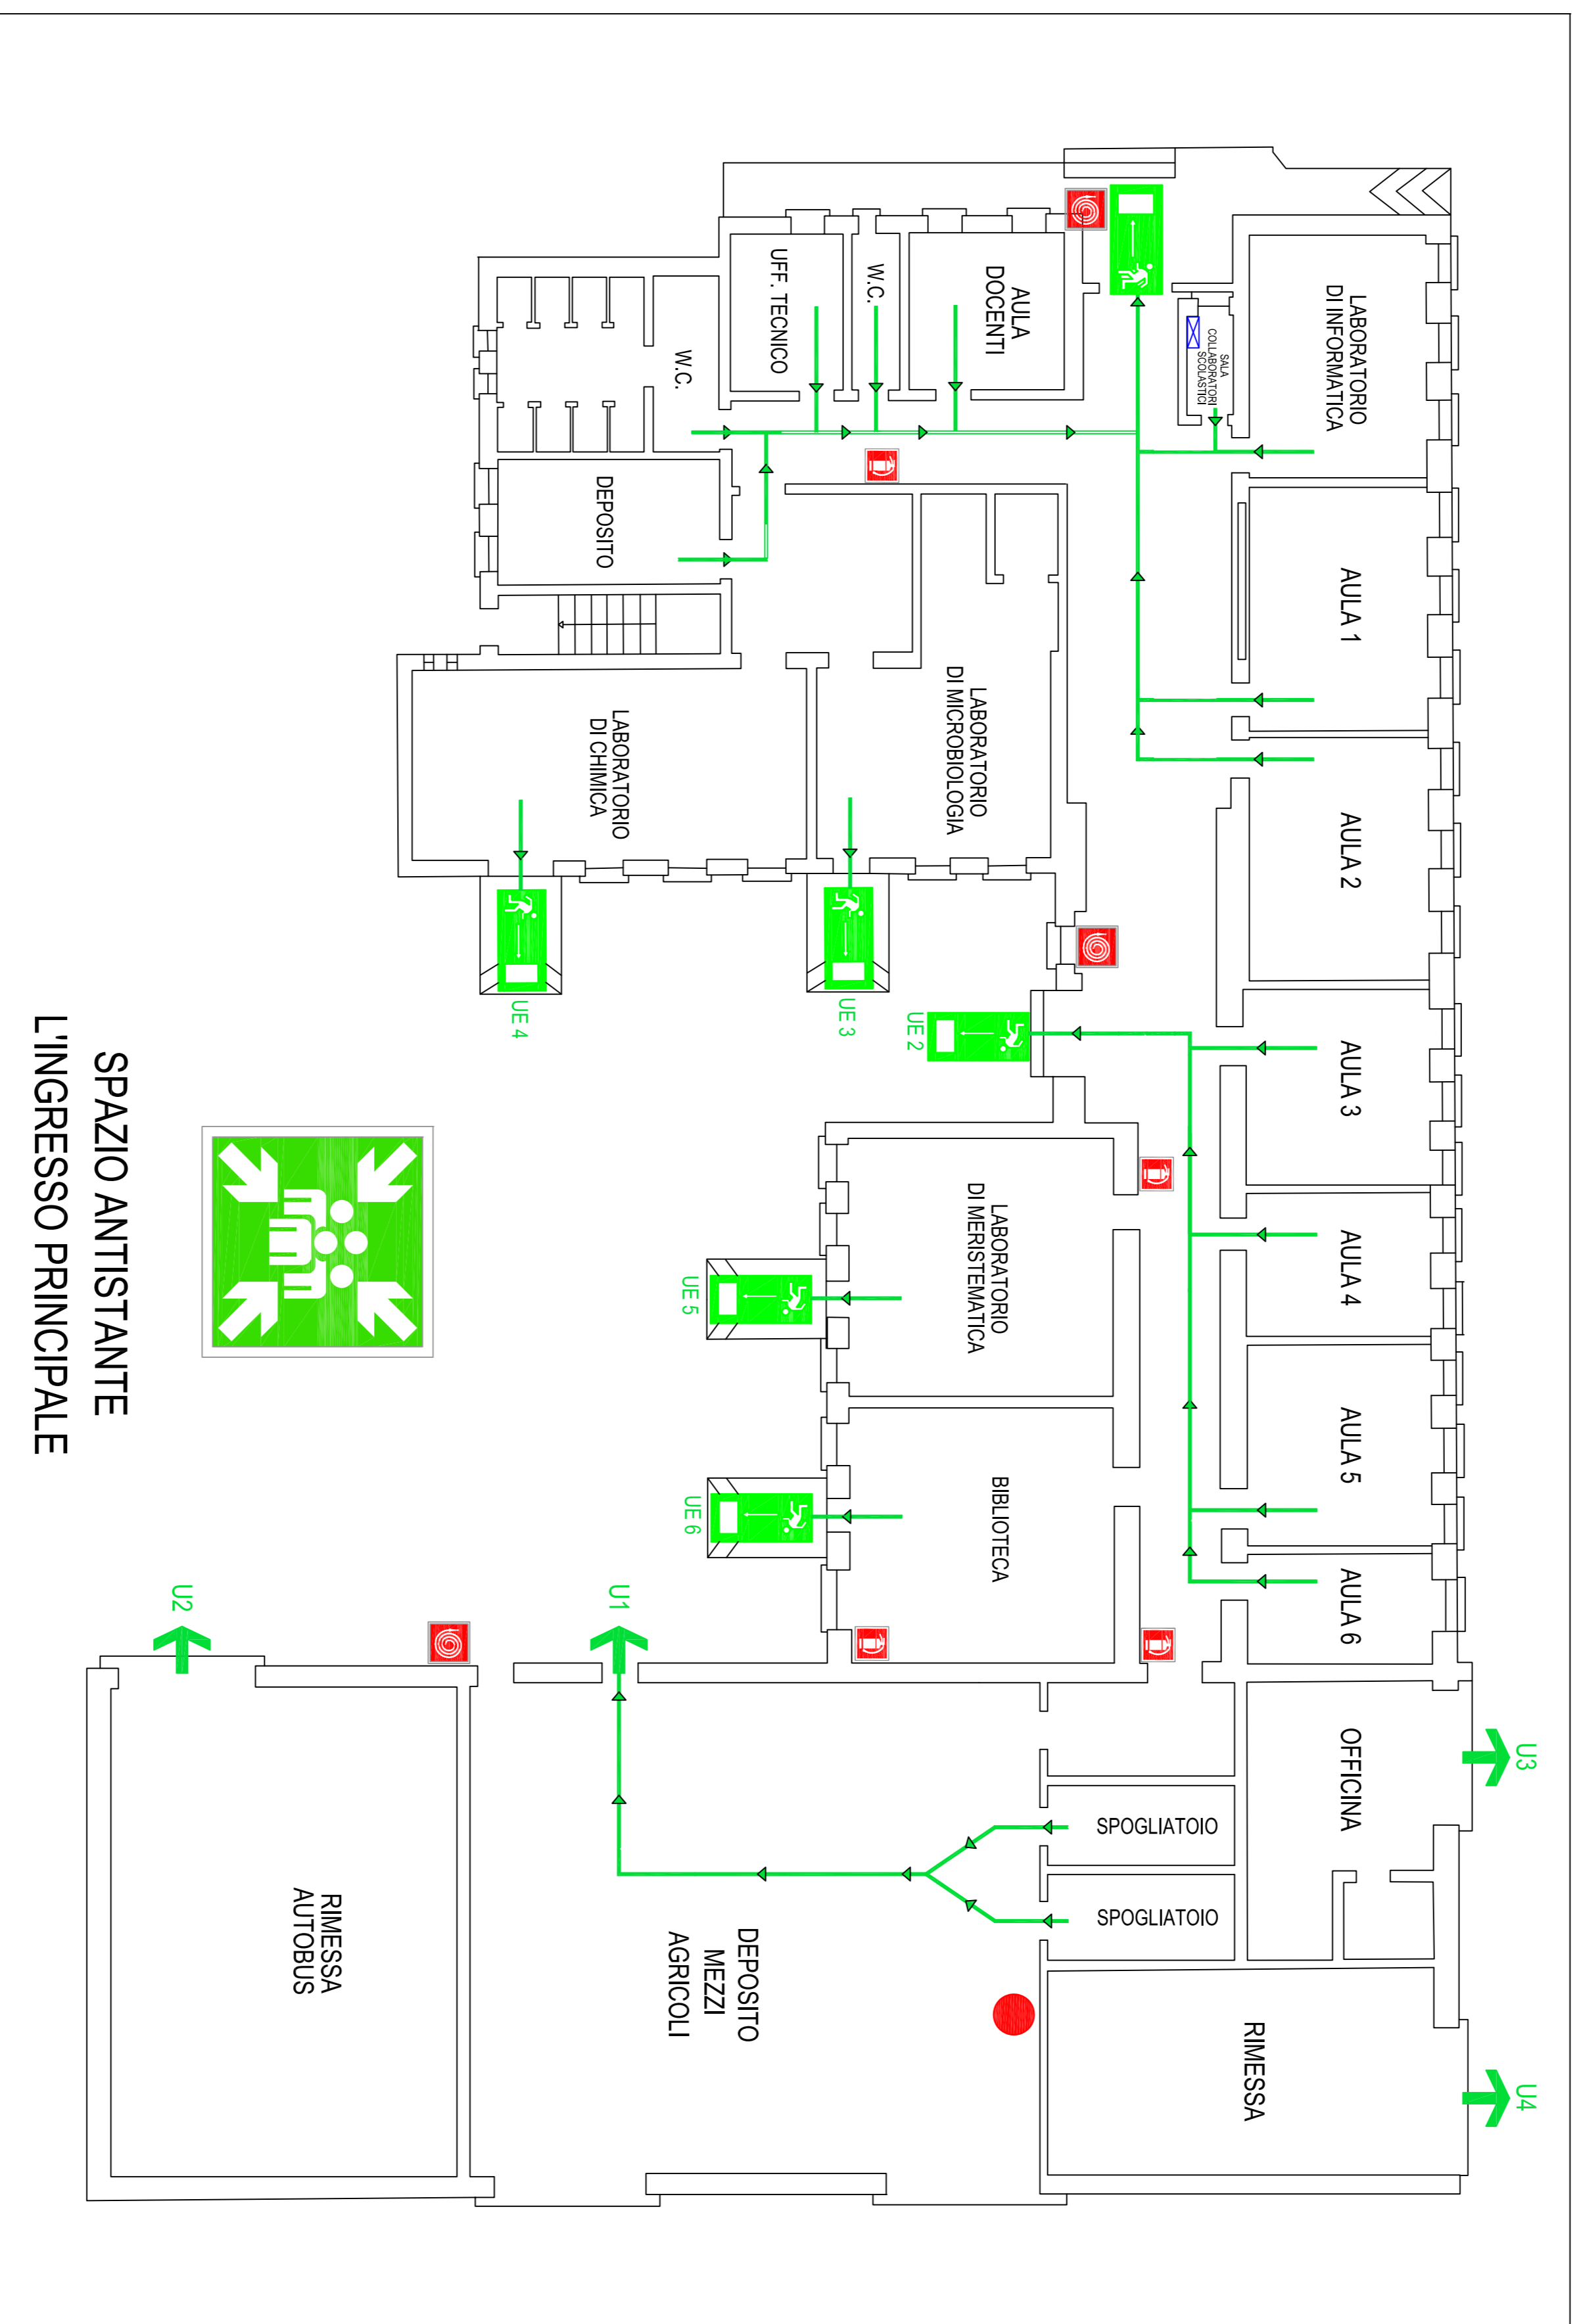 U3
U4
LABORATORIO
DI INFORMATICA
AULA 1
AULA 2
AULA 3
AULA 4
AULA 5
AULA 6
OFFICINA
RIMESSA
SALA
COLLABORATORI
SCOLASTICI
SPOGLIATOIO
SPOGLIATOIO
AULA
DOCENTI
W.C.
UFF. TECNICO
W.C.
DEPOSITO
LABORATORIO
DI MICROBIOLOGIA
LABORATORIO
DI CHIMICA
LABORATORIO
DI MERISTEMATICA
BIBLIOTECA
UE 2
UE 3
UE 4
UE 5
UE 6
U1
U2
DEPOSITO
MEZZI
AGRICOLI
RIMESSA
AUTOBUS
SPAZIO ANTISTANTE
L'INGRESSO PRINCIPALE